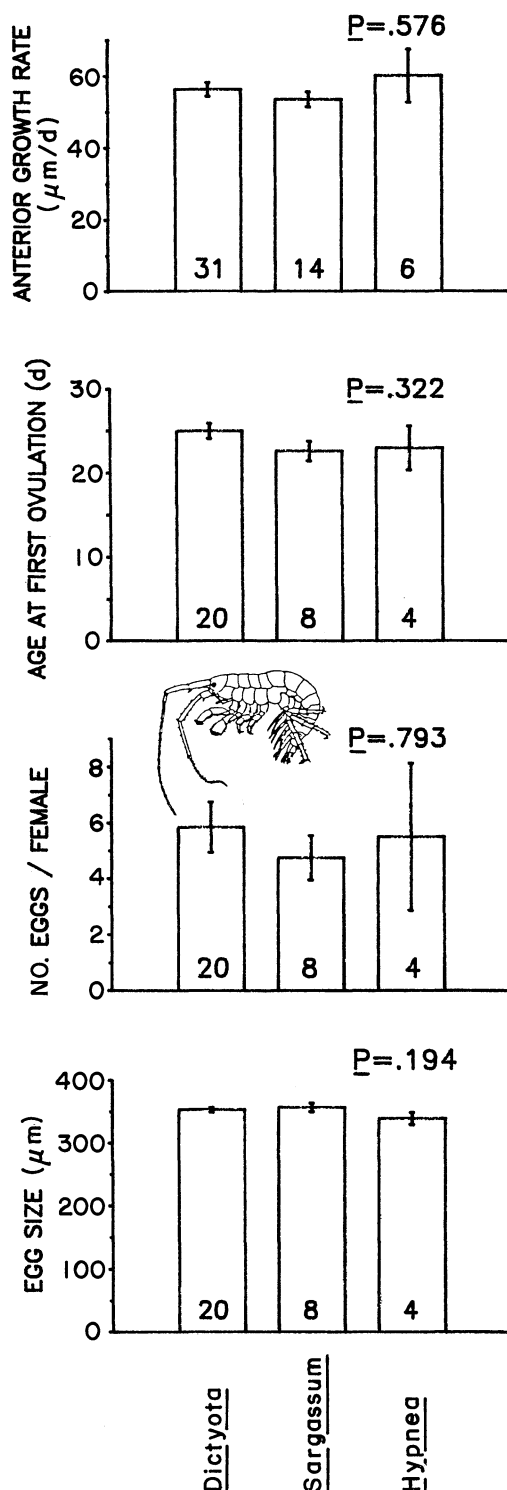 P=.576
ANTERIOR GROWTH RATE
(μm/d)
60
40
20
0
31
14
6
P=.322
AGE AT FIRST OVULATION (d)
30
20
10
0
20
8
4
P=.793
NO. EGGS / FEMALE
8
6
4
2
0
20
8
4
P=.194
EGG SIZE (μm)
400
300
200
100
0
20
8
4
Dictyota
Sargassum
Hypnea